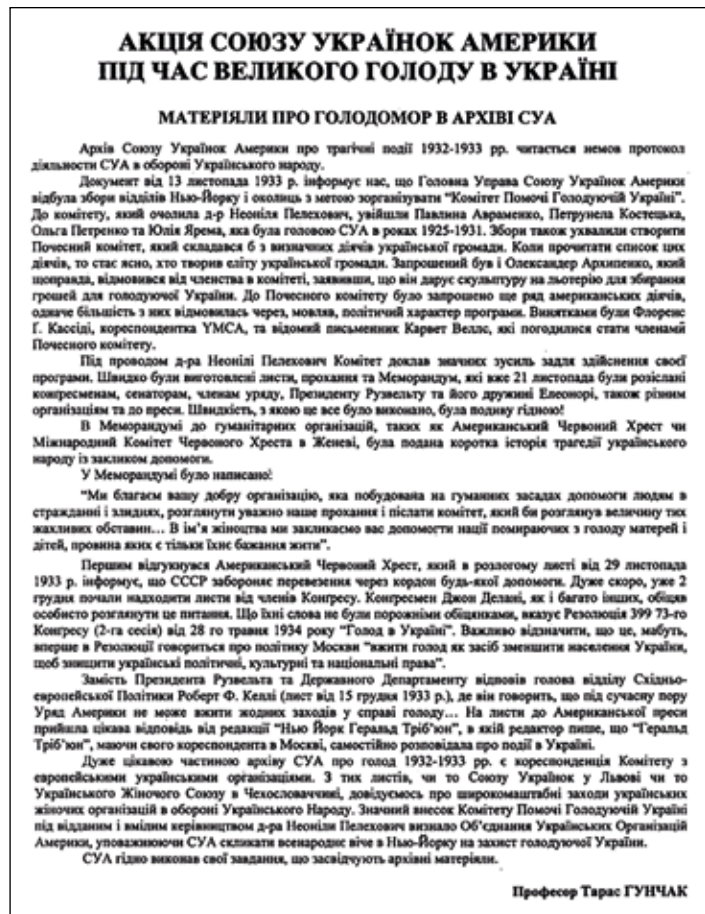 АКЦІЯ СОЮЗУ УКРАЇНОК АМЕРИКИ
ПІД ЧАС ВЕЛИКОГО ГОЛОДУ В УКРАЇНІ
МАТЕРІЯЛИ ПРО ГОЛОДОМОР В АРХІВІ СУА
Архів Союзу Українок Америки про трагічні події 1932-1933 рр. читається немов протокол
діяльности СУА в обороні Українського народу.
Документ від 13 листопада 1933 р. інформує нас, що Головна Управа Союзу Українок Америки
відбула збори відділів Нью-Йорку і околиць з метою зорганізувати “Комітет Помочі Голодуючій Україні”.
До комітету, який очолила д-р Неоніля Пелехович, увійшли Павлина Авраменко, Петрунела Костецька,
Ольга Петренко та Юлія Ярема, яка була головою СУА в роках 1925-1931. Збори також ухвалили створити
Почесний комітет, який складався б з визначних діячів української громади. Коли прочитати список цих
діячів, то стає ясно, хто творив еліту української громади. Запрошений був і Олександер Архипенко, який
щоправда, відмовився від членства в комітеті, заявивши, що він дарує скульптуру на льотерію для збирання
грошей для голодуючої України. До Почесного комітету було запрошено ще ряд американських діячів,
одначе більшість з них відмовилась через, мовляв, політичний характер програми. Винятками були Флоренс
Г. Кассіді, кореспондентка YMCA, та відомий письменник Карвет Веллс, які погодилися стати членами
Почесного комітету.
Під проводом д-ра Неонілі Пелехович Комітет доклав значних зусиль задля здійснення своєї
програми. Швидко були виготовлені листи, прохання та Меморандум, які вже 21 листопада були розіслані
конгресменам, сенаторам, членам уряду, Президенту Рузвельту та його дружині Елеонорі, також різним
організаціям та до преси. Швидкість, з якою це все було виконано, була подиву гідною!
В Меморандумі до гуманітарних організацій, таких як Американський Червоний Хрест чи
Міжнародний Комітет Червоного Хреста в Женеві, була подана коротка історія трагедії українського
народу із закликом допомоги.
У Меморандумі було написано:
“Ми благаєм вашу добру організацію, яка побудована на гуманних засадах допомоги людям в
стражданні і злиднях, розглянути уважно наше прохання і післати комітет, який би розглянув величину тих
жахливих обставин... В ім’я жіноцтва ми закликаємо вас допомогти нації помираючих з голоду матерей і
дітей, провина яких є тільки їхнє бажання жити”.
Першим відгукнувся Американський Червоний Хрест, який в розлогому листі від 29 листопада
1933 р. інформує, що СССР забороняє перевезення через кордон будь-якої допомоги. Дуже скоро, уже 2
грудня почали надходити листи від членів Конгресу. Конгресмен Джон Делані, як і багато інших, обіцяв
особисто розглянути це питання. Що їхні слова не були порожніми обіцянками, вказує Резолюція 399 73-го
Конгресу (2-га сесія) від 28 го травня 1934 року “Голод в Україні”. Важливо відзначити, що це, мабуть,
вперше в Резолюції говориться про політику Москви “вжити голод як засіб зменшити населення України,
щоб знищити українські політичні, культурні та національні права”.
Замість Президента Рузвельта та Державного Департаменту відповів голова відділу Східньо-
европейської Політики Роберт Ф. Келлі (лист від 15 грудня 1933 р.), де він говорить, що під сучасну пору
Уряд Америки не може вжити жодних заходів у справі голоду... На листи до Американської преси
прийшла цікава відповідь від редакції “Нью Йорк Геральд Тріб’юн”, в якій редактор пише, що “Геральд
Тріб’юн”, маючи свого кореспондента в Москві, самостійно розповідала про події в Україні.
Дуже цікавою частиною архіву СУА про голод 1932-1933 рр. є кореспонденція Комітету з
европейськими українськими організаціями. З тих листів, чи то Союзу Українок у Львові чи то
Українського Жіночого Союзу в Чехословаччині, довідуємось про широкомаштабні заходи українських
жіночих організацій в обороні Українського Народу. Значний внесок Комітету Помочі Голодуючій Україні
під відданим і вмілим керівництвом д-ра Неоніли Пелехович визнало Об’єднання Українських Організацій
Америки, уповажнюючи СУА скликати всенароднє віче в Нью-Йорку на захист голодуючої України.
СУА гідно виконав свої завдання, що засвідчують архівні матеріяли.
Професор Тарас ГУНЧАК